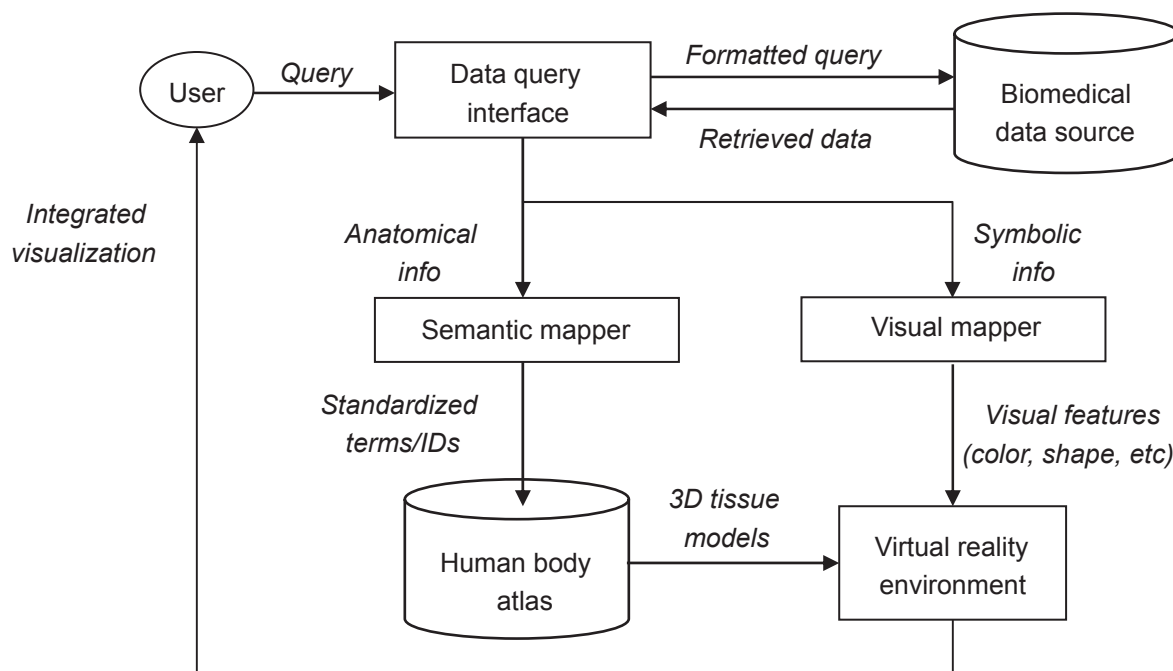 User
Query
Data query
interface
Formatted query
Retrieved data
Biomedical
data source
Integrated
visualization
Anatomical
info
Symbolic
info
Semantic mapper
Visual mapper
Standardized
terms/IDs
Visual features
(color, shape, etc)
Human body
atlas
3D tissue
models
Virtual reality
environment